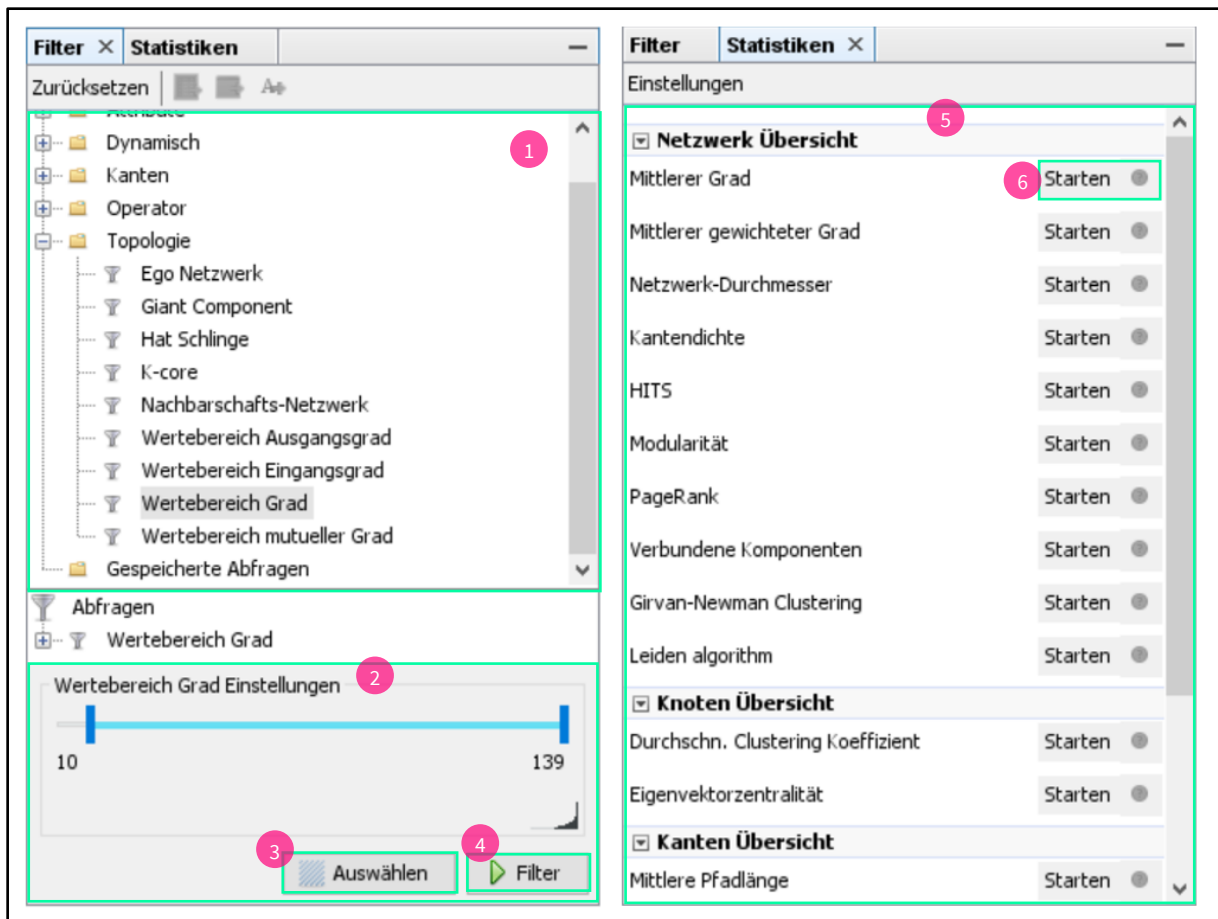 Filter × Statistiken
Zurücksetzen
Attribute
1
Dynamisch
Kanten
Operator
Topologie
Ego Netzwerk
Giant Component
Hat Schlinge
K-core
Nachbarschafts-Netzwerk
Wertebereich Ausgangsgrad
Wertebereich Eingangsgrad
Wertebereich Grad
Wertebereich mutueller Grad
Gespeicherte Abfragen
Abfragen
Wertebereich Grad
2
Wertebereich Grad Einstellungen
10 139
3 4
Auswählen Filter
Filter Statistiken ×
Einstellungen
5
Netzwerk Übersicht
Mittlerer Grad 6 Starten
Mittlerer gewichteter Grad Starten
Netzwerk-Durchmesser Starten
Kantendichte Starten
HITS Starten
Modularität Starten
PageRank Starten
Verbundene Komponenten Starten
Girvan-Newman Clustering Starten
Leiden algorithm Starten
Knoten Übersicht
Durchschn. Clustering Koeffizient Starten
Eigenvektorzentralität Starten
Kanten Übersicht
Mittlere Pfadlänge Starten